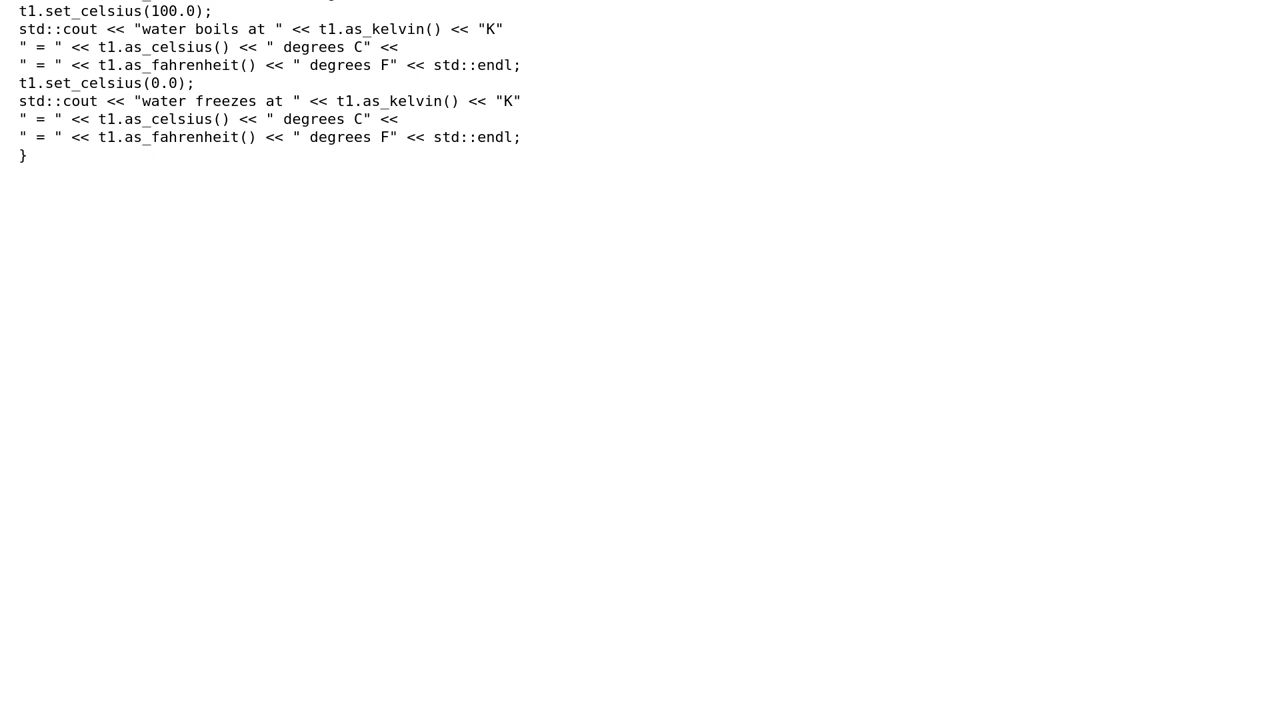 t1.set_celsius(100.0);
std::cout << "water boils at " << t1.as_kelvin() << "K"
" = " << t1.as_celsius() << " degrees C" <<
" = " << t1.as_fahrenheit() << " degrees F" << std::endl;
t1.set_celsius(0.0);
std::cout << "water freezes at " << t1.as_kelvin() << "K"
" = " << t1.as_celsius() << " degrees C" <<
" = " << t1.as_fahrenheit() << " degrees F" << std::endl;
}